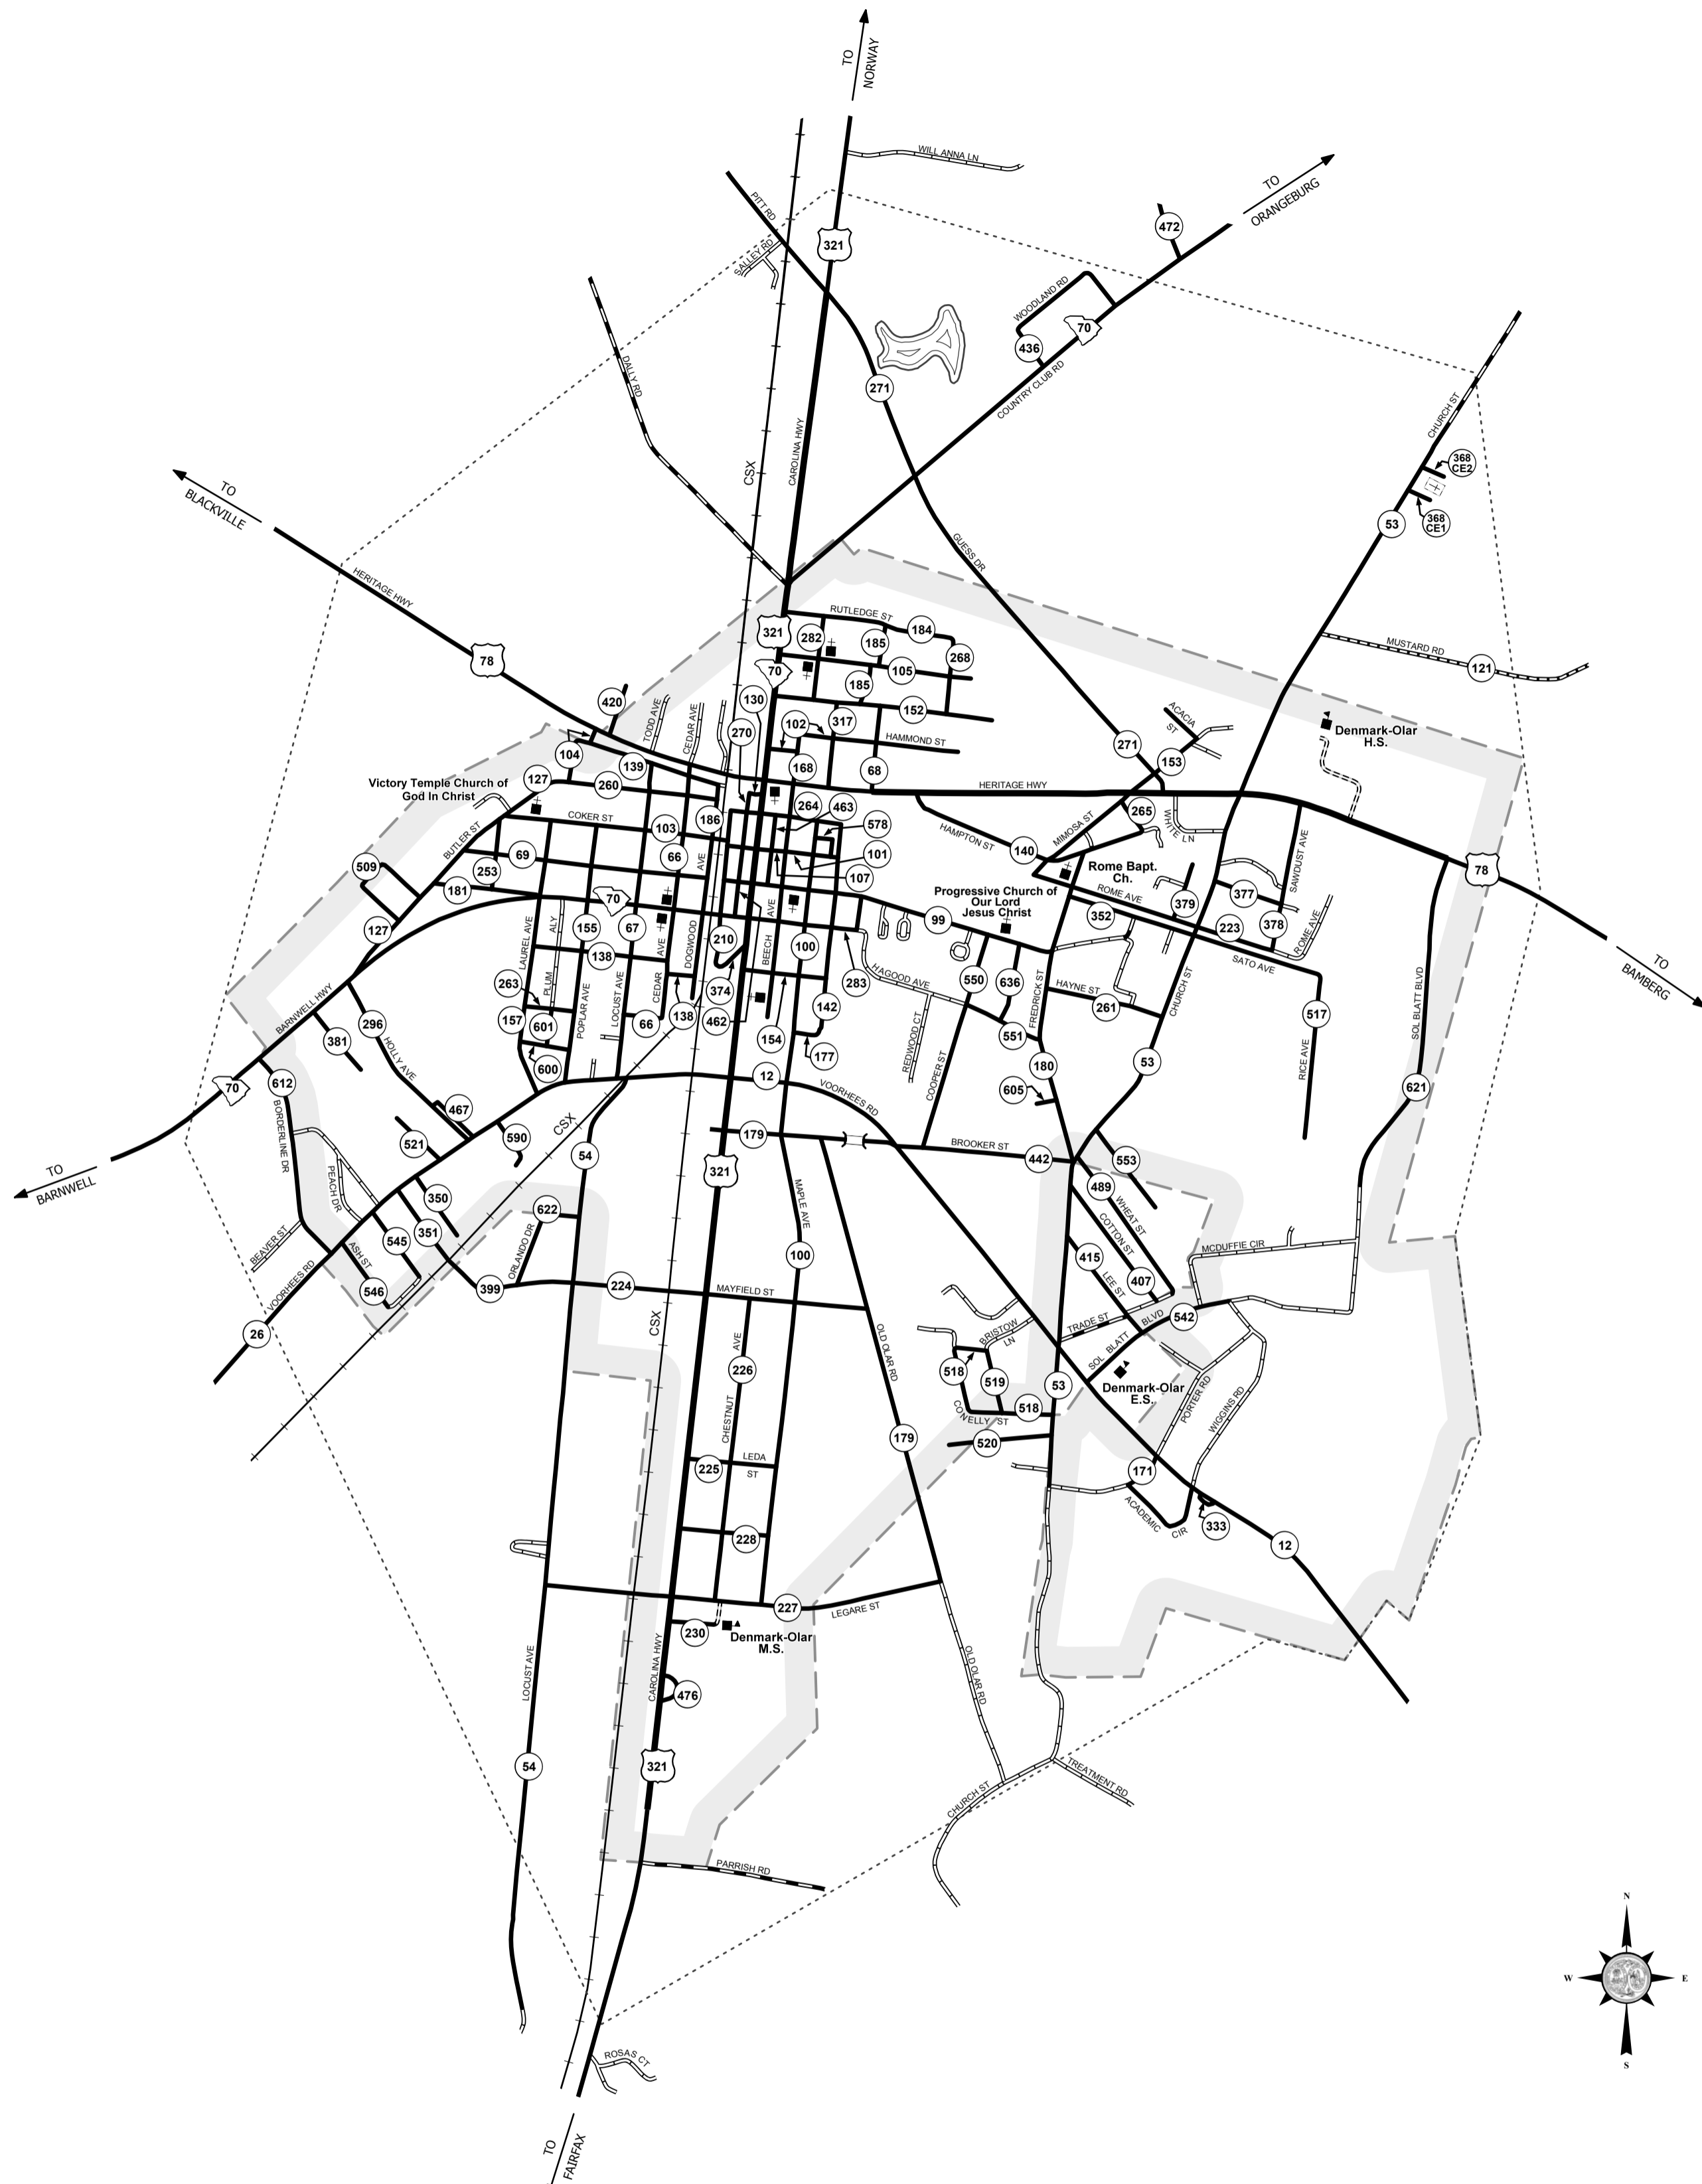 TO
NORWAY
WILL ANNA LN
PITT RD
SALLEY RD
321
TO
ORANGEBURG
472
WOODLAND RD
70
436
COUNTRY CLUB RD
271
DALLY RD
CSX
CAROLINA HWY
CHURCH ST
368
CE2
368
CE1
53
TO
BLACKVILLE
HERITAGE HWY
GUESS DR
78
RUTLEDGE ST
321
282
185
184
268
70
105
185
MUSTARD RD
121
420
TODD AVE
CEDAR AVE
130
152
270
102
317
HAMMOND ST
ACACIA
ST
Denmark-Olar
H.S.
104
139
168
68
271
153
Victory Temple Church of
God In Christ
127
260
HERITAGE HWY
COKER ST
103
186
264
463
578
HAMPTON ST
140
MIMOSA ST
265
WHITE LN
SAWDUST AVE
BUTLER ST
69
66
AVE
101
107
Rome Bapt.
Ch.
78
509
253
181
70
Progressive Church of
Our Lord
Jesus Christ
ROME AVE
377
379
378
352
99
223
ROME AVE
127
LAUREL AVE
ALY
155
67
210
BEECH
AVE
100
SATO AVE
138
CEDAR
AVE
DOGWOOD
283
HAGOOD AVE
550
636
FREDRICK ST
HAYNE ST
261
CHURCH ST
TO
BAMBERG
263
PLUM
POPLAR AVE
LOCUST AVE
374
142
BARNWELL HWY
157
601
66
138
462
154
551
REDWOOD CT
517
SOL BLATT BLVD
381
296
HOLLY AVE
600
177
COOPER ST
180
53
RICE AVE
70
612
12
VOORHEES RD
605
621
BORDERLINE DR
467
CSX
521
590
54
179
BROOKER ST
442
553
TO
BARNWELL
PEACH DR
321
489
WHEAT ST
COTTON ST
350
MAPLE AVE
BEAVER ST
622
351
545
ASH ST
ORLANDO DR
100
415
407
LEE ST
MCDUFFIE CIR
VOORHEES RD
546
399
224
MAYFIELD ST
26
CSX
542
TRADE ST
SOL BLATT
BLVD
OLD OLAR RD
BRISTOW
LN
AVE
226
518
519
53
Denmark-Olar
E.S.
PORTER RD
WIGGINS RD
CHESTNUT
518
CONELLY ST
179
520
225
LEDA
ST
171
ACADEMIC
CIR
333
228
12
227
LEGARE ST
230
Denmark-Olar
M.S.
LOCUST AVE
CAROLINA HWY
476
OLD OLAR RD
54
321
TREATMENT RD
CHURCH ST
PARRISH RD
N
W
E
S
ROSAS CT
TO
FAIRFAX